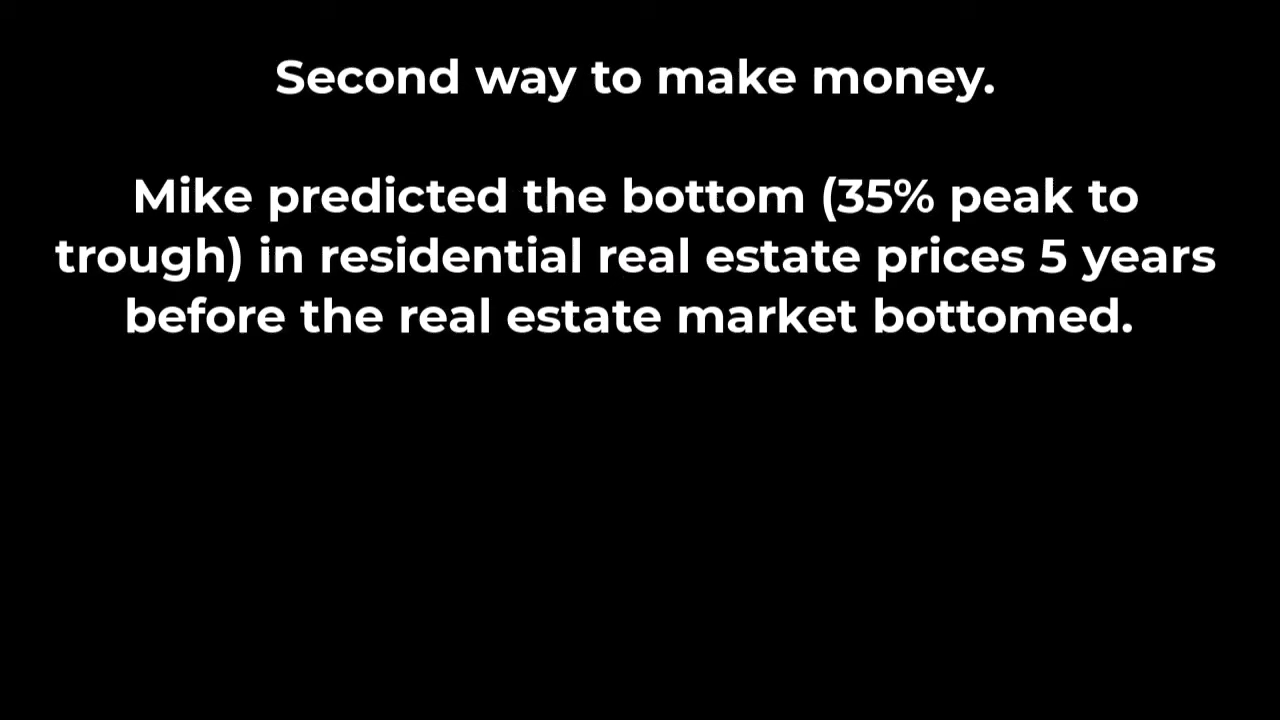 Second way to make money.
Mike predicted the bottom (35% peak to
trough) in residential real estate prices 5 years
before the real estate market bottomed.